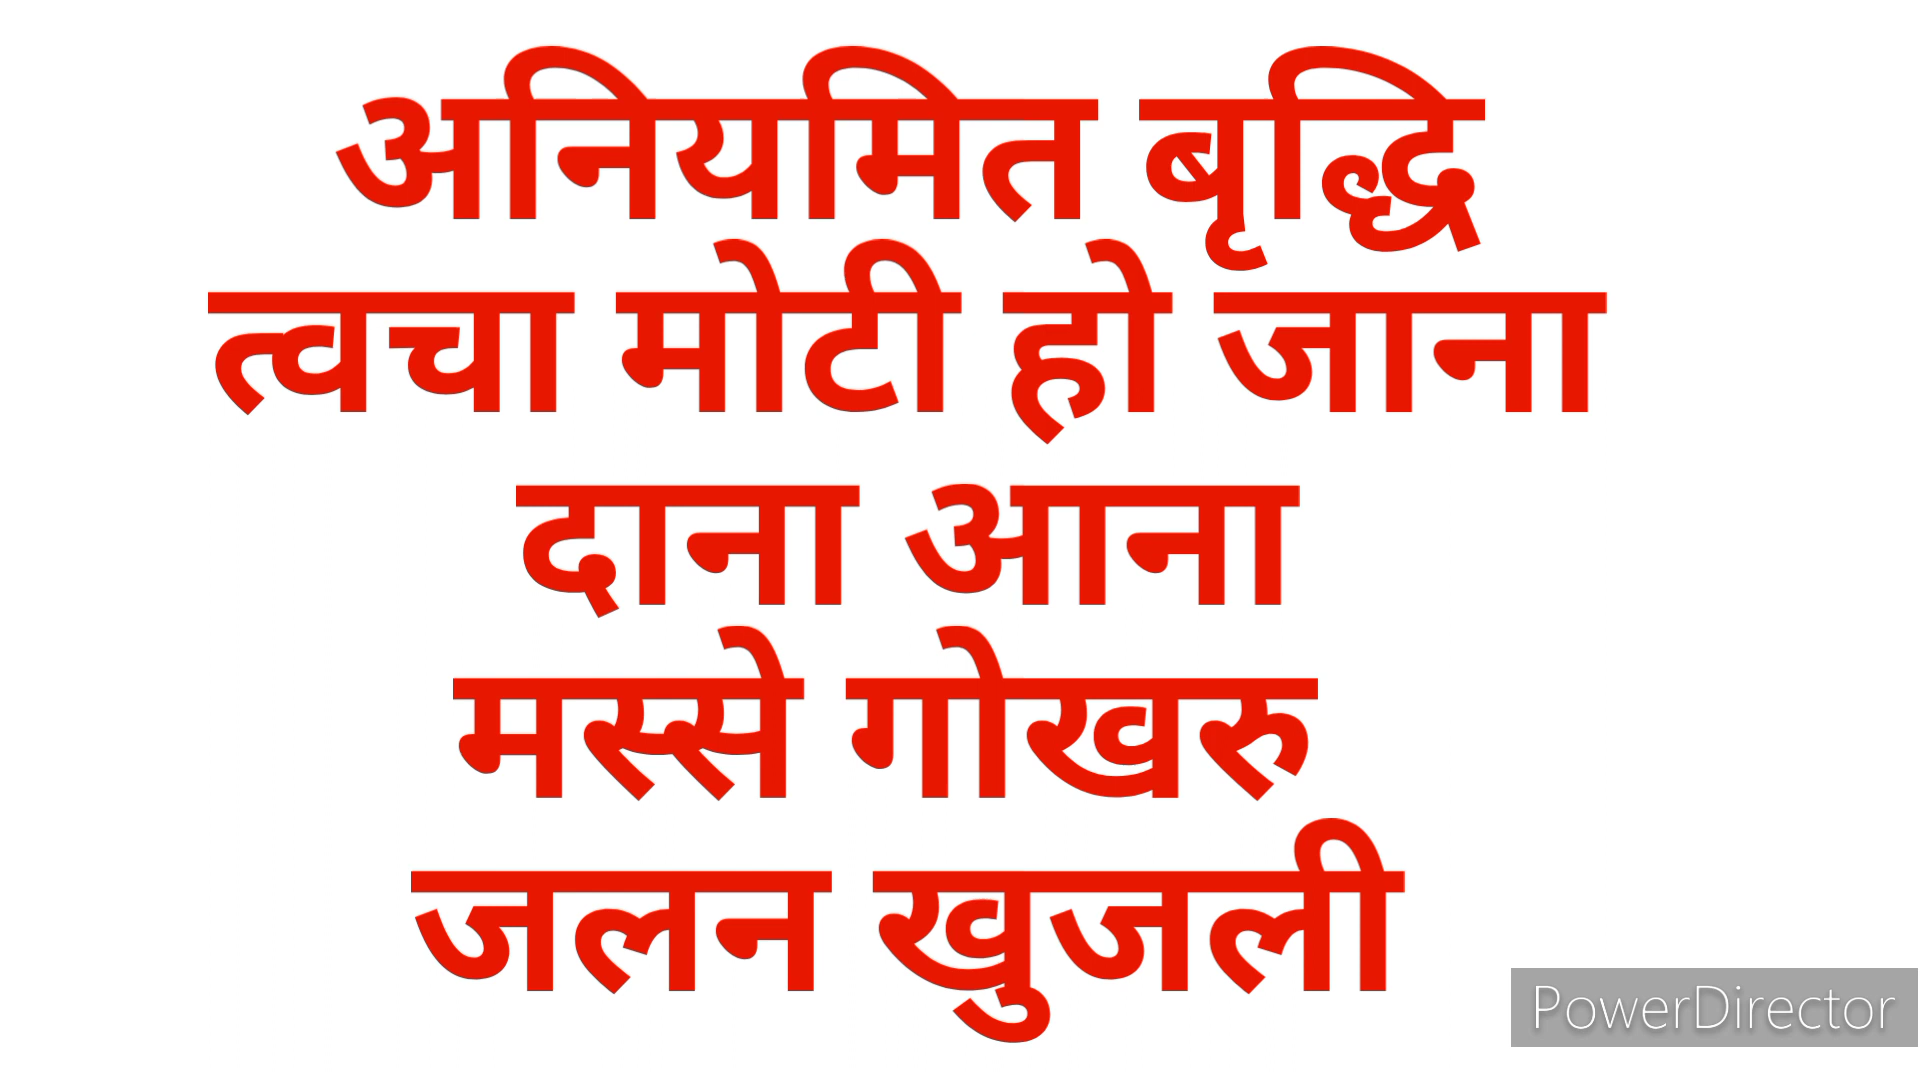 अनियमित बृद्धि
त्वचा मोटी हो जाना
दाना आना
मस्से गोखरु
जलन खुजली
PowerDirector